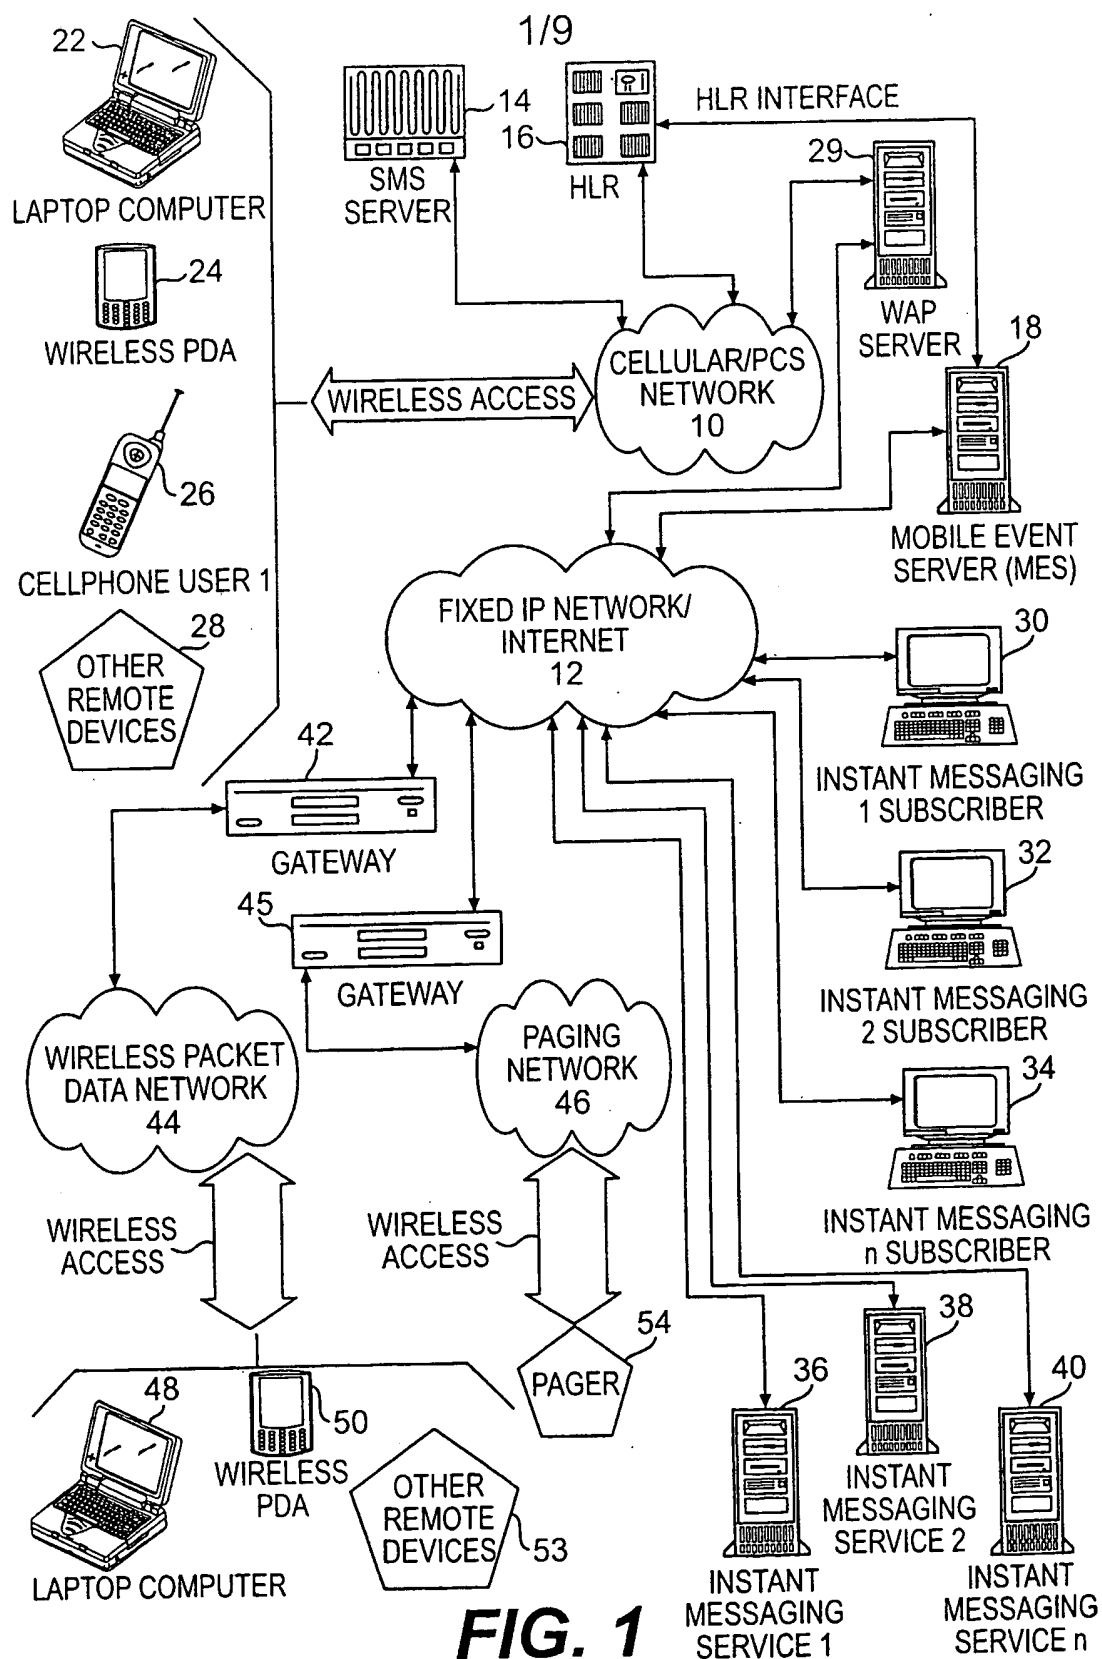 1/9
22
LAPTOP COMPUTER
24
WIRELESS PDA
26
CELLPHONE USER 1
28
OTHER
REMOTE
DEVICES
14
SMS
SERVER
16
HLR
HLR INTERFACE
29
WAP
SERVER
18
MOBILE EVENT
SERVER (MES)
WIRELESS ACCESS
CELLULAR/PCS
NETWORK
10
FIXED IP NETWORK/
INTERNET
12
30
INSTANT MESSAGING
1 SUBSCRIBER
32
INSTANT MESSAGING
2 SUBSCRIBER
34
INSTANT MESSAGING
n SUBSCRIBER
42
GATEWAY
45
GATEWAY
WIRELESS PACKET
DATA NETWORK
44
PAGING
NETWORK
46
WIRELESS
ACCESS
WIRELESS
ACCESS
54
PAGER
48
LAPTOP COMPUTER
50
WIRELESS
PDA
OTHER
REMOTE
DEVICES
53
36
INSTANT
MESSAGING
SERVICE 1
38
INSTANT
MESSAGING
SERVICE 2
40
INSTANT
MESSAGING
SERVICE n
FIG. 1